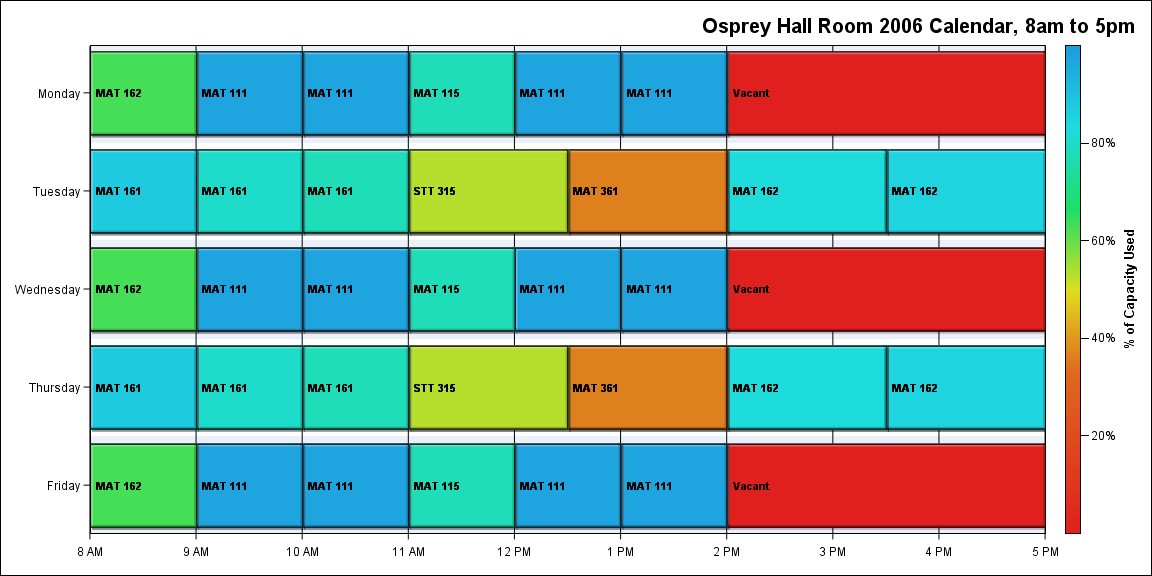 Osprey Hall Room 2006 Calendar, 8am to 5pm
Monday
MAT 162
MAT 111
MAT 111
MAT 115
MAT 111
MAT 111
Vacant
Tuesday
MAT 161
MAT 161
MAT 161
STT 315
MAT 361
MAT 162
MAT 162
Wednesday
MAT 162
MAT 111
MAT 111
MAT 115
MAT 111
MAT 111
Vacant
Thursday
MAT 161
MAT 161
MAT 161
STT 315
MAT 361
MAT 162
MAT 162
Friday
MAT 162
MAT 111
MAT 111
MAT 115
MAT 111
MAT 111
Vacant
8 AM
9 AM
10 AM
11 AM
12 PM
1 PM
2 PM
3 PM
4 PM
5 PM
80%
60%
40%
20%
% of Capacity Used